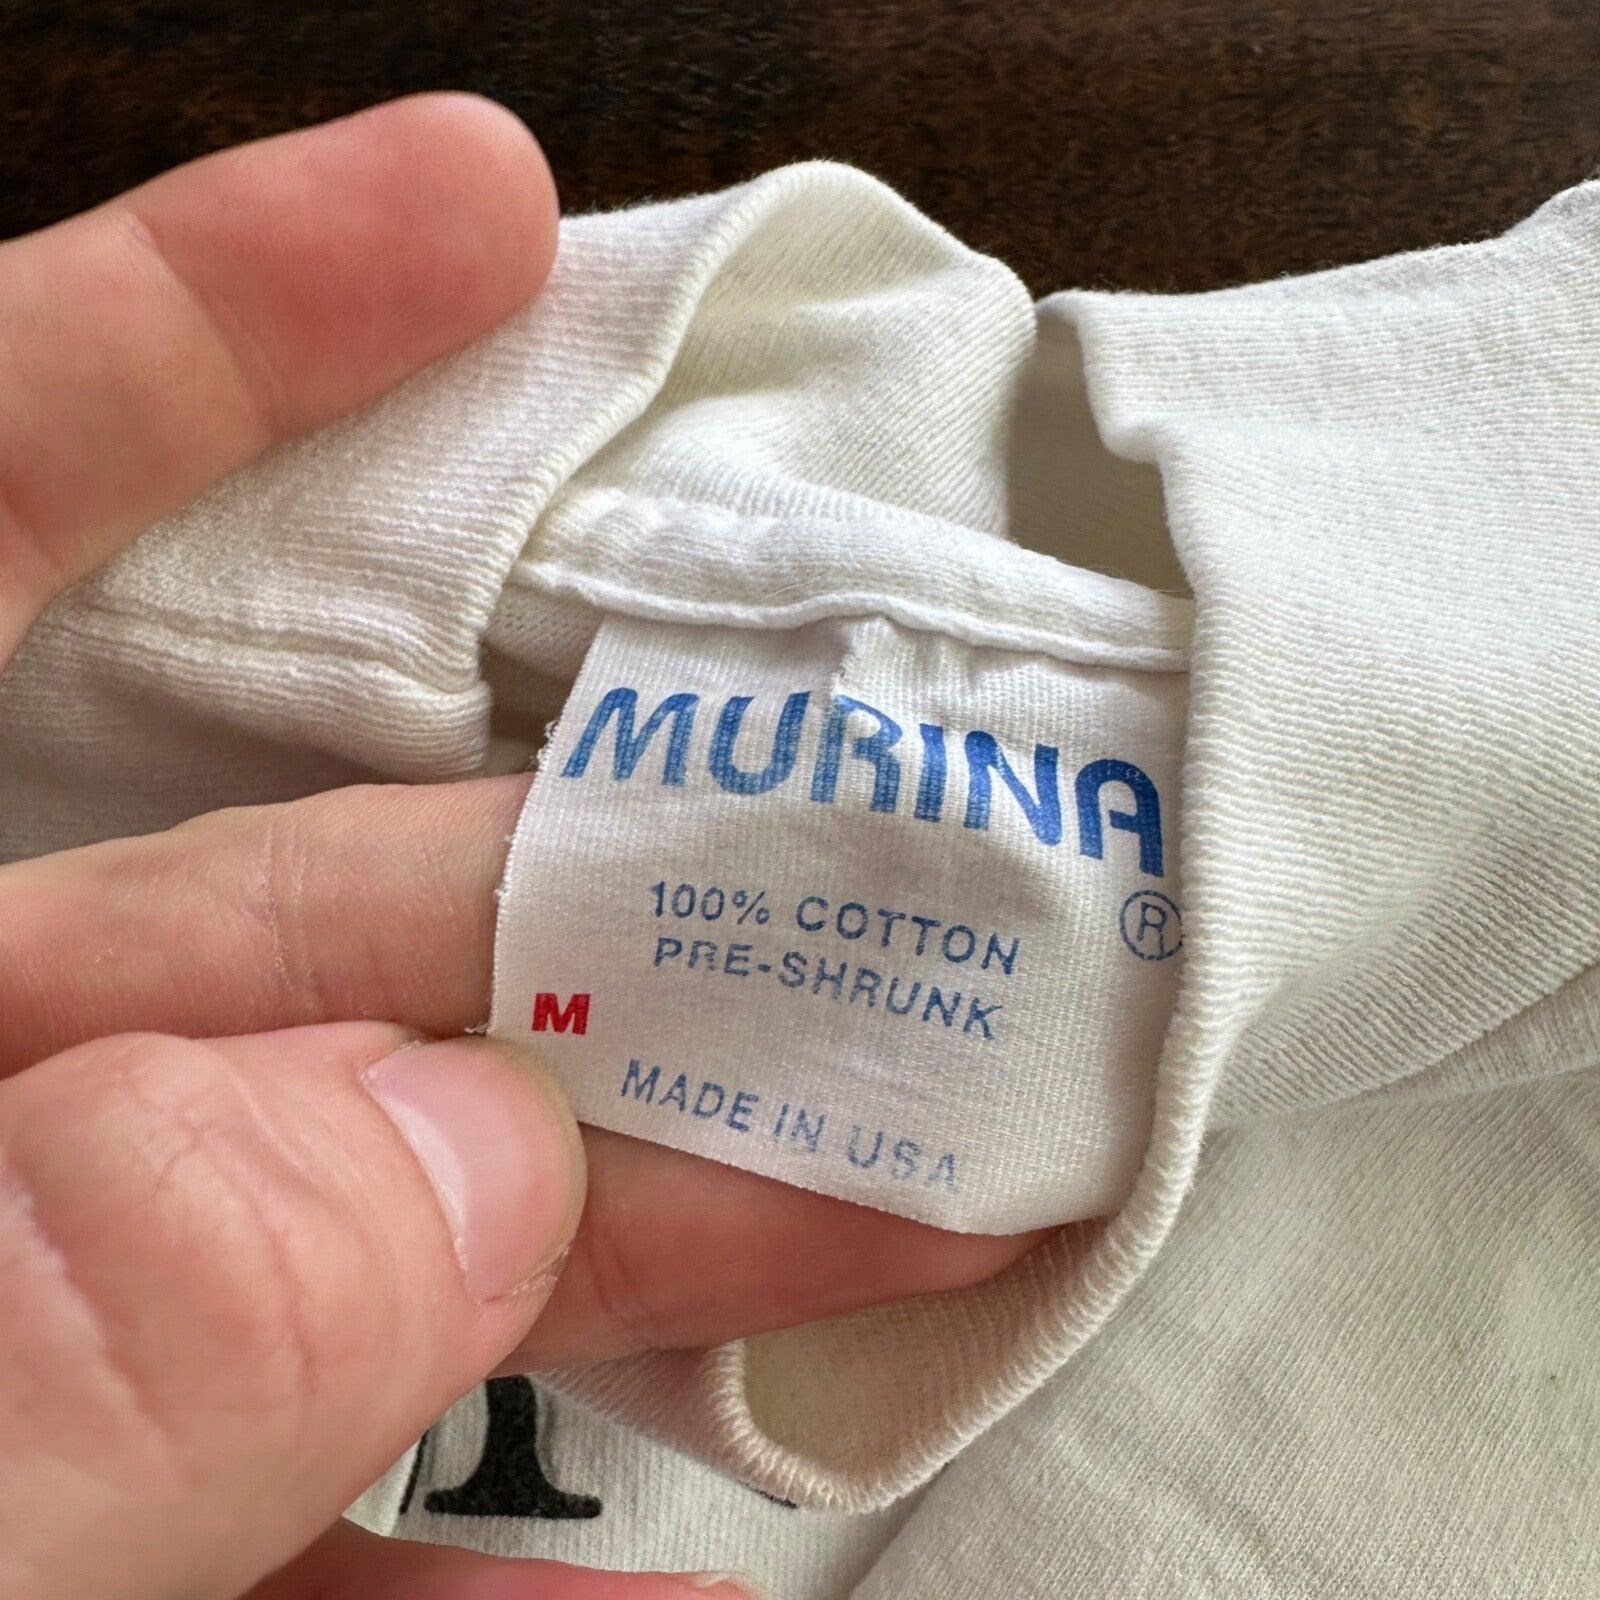 MURINA ®
100% COTTON
PRE-SHRUNK
M
MADE IN USA